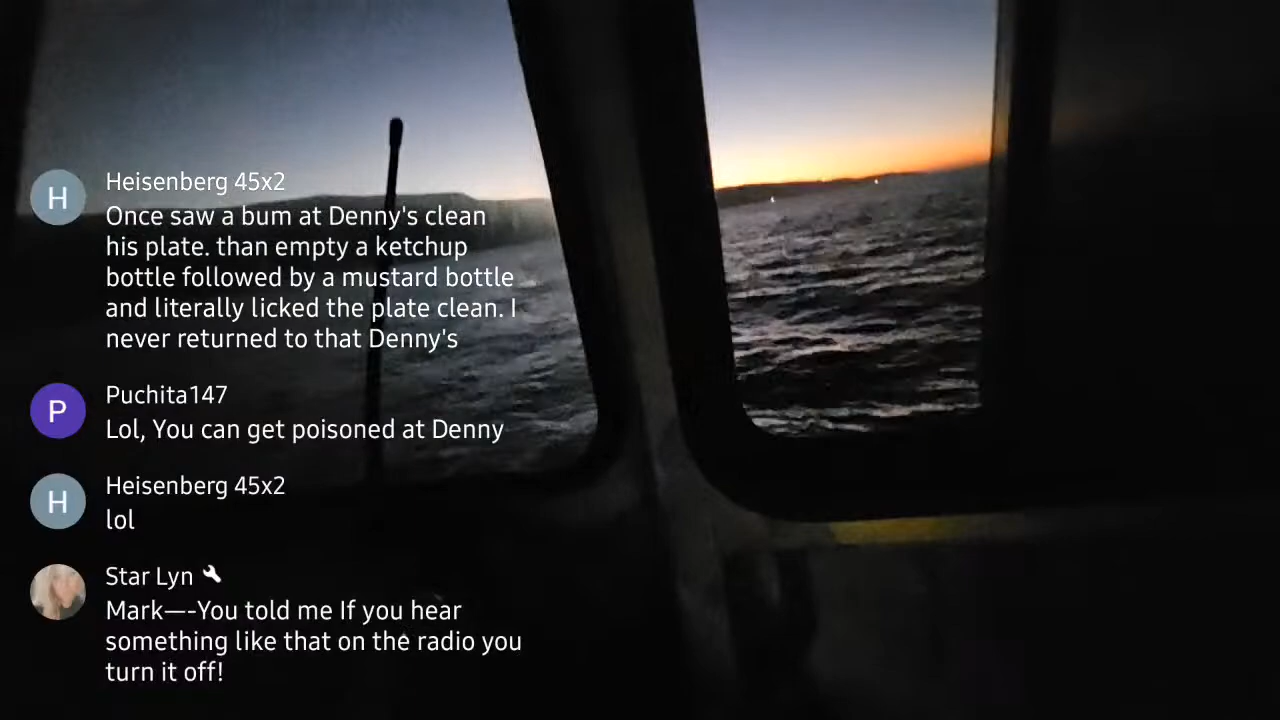 Heisenberg 45x2
Once saw a bum at Denny's clean
his plate. than empty a ketchup
bottle followed by a mustard bottle
and literally licked the plate clean. I
never returned to that Denny's
Puchita147
Lol, You can get poisoned at Denny
Heisenberg 45x2
lol
Star Lyn
Mark—-You told me If you hear
something like that on the radio you
turn it off!
H
P
H